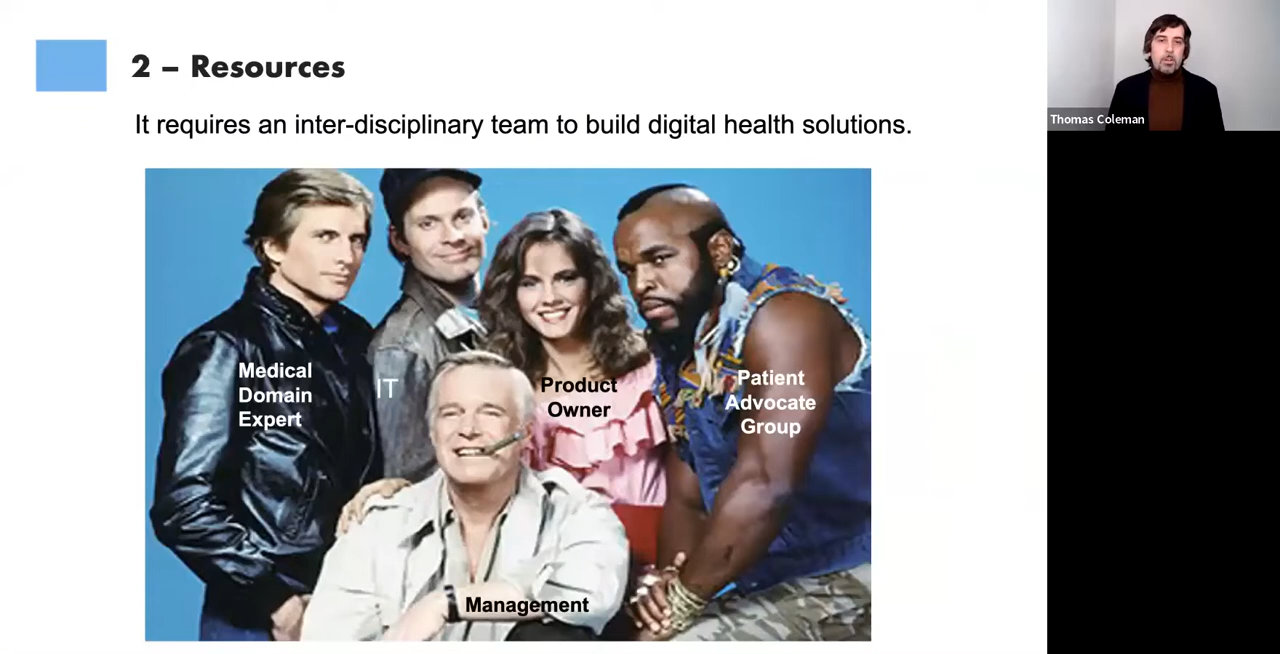 2 – Resources
It requires an inter-disciplinary team to build digital health solutions.
Thomas Coleman
Medical
Domain
Expert
IT
Product
Owner
Patient
Advocate
Group
Management